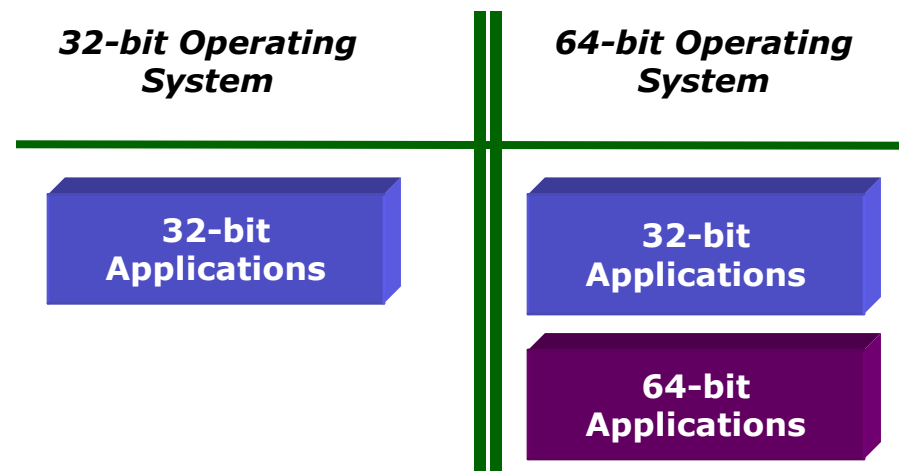 32-bit Operating
System
64-bit Operating
System
32-bit
Applications
32-bit
Applications
64-bit
Applications